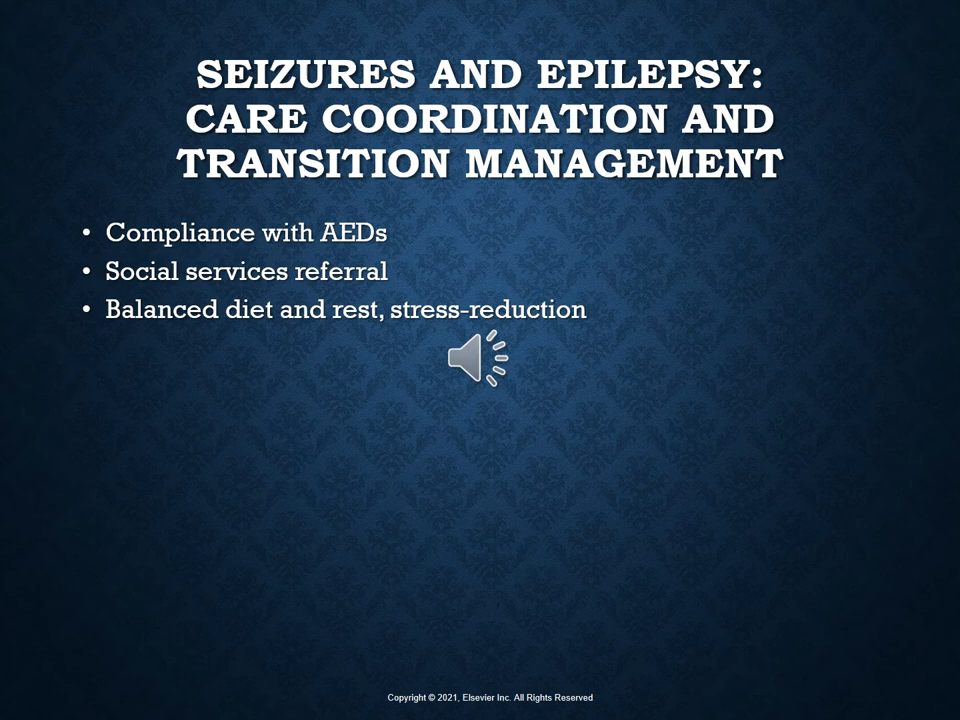 SEIZURES AND EPILEPSY:
CARE COORDINATION AND
TRANSITION MANAGEMENT
• Compliance with AEDs
• Social services referral
• Balanced diet and rest, stress-reduction
Copyright © 2021, Elsevier Inc. All Rights Reserved